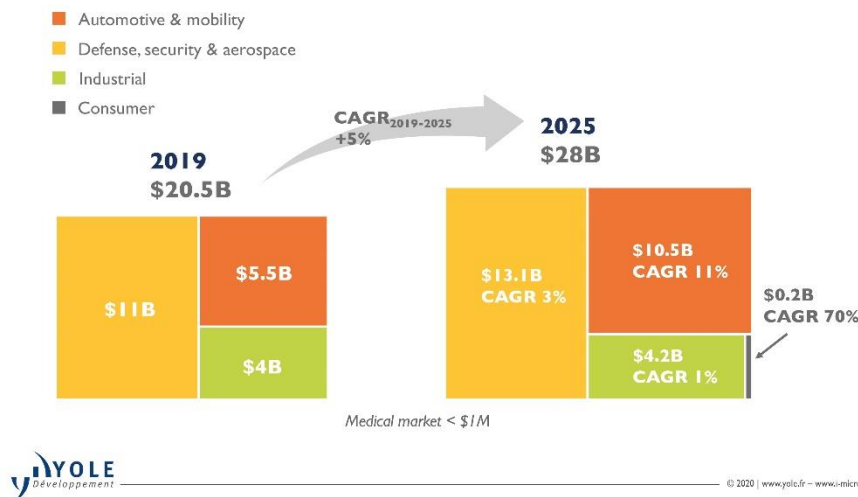 Automotive & mobility
Defense, security & aerospace
Industrial
Consumer
CAGR2019-2025
+5%
2019
$20.5B
2025
$28B
$11B
$5.5B
$4B
$13.1B
CAGR 3%
$10.5B
CAGR 11%
$4.2B
CAGR 1%
$0.2B
CAGR 70%
Medical market < $1M
YOLE
Développement
© 2020 | www.yole.fr – www.i-micr